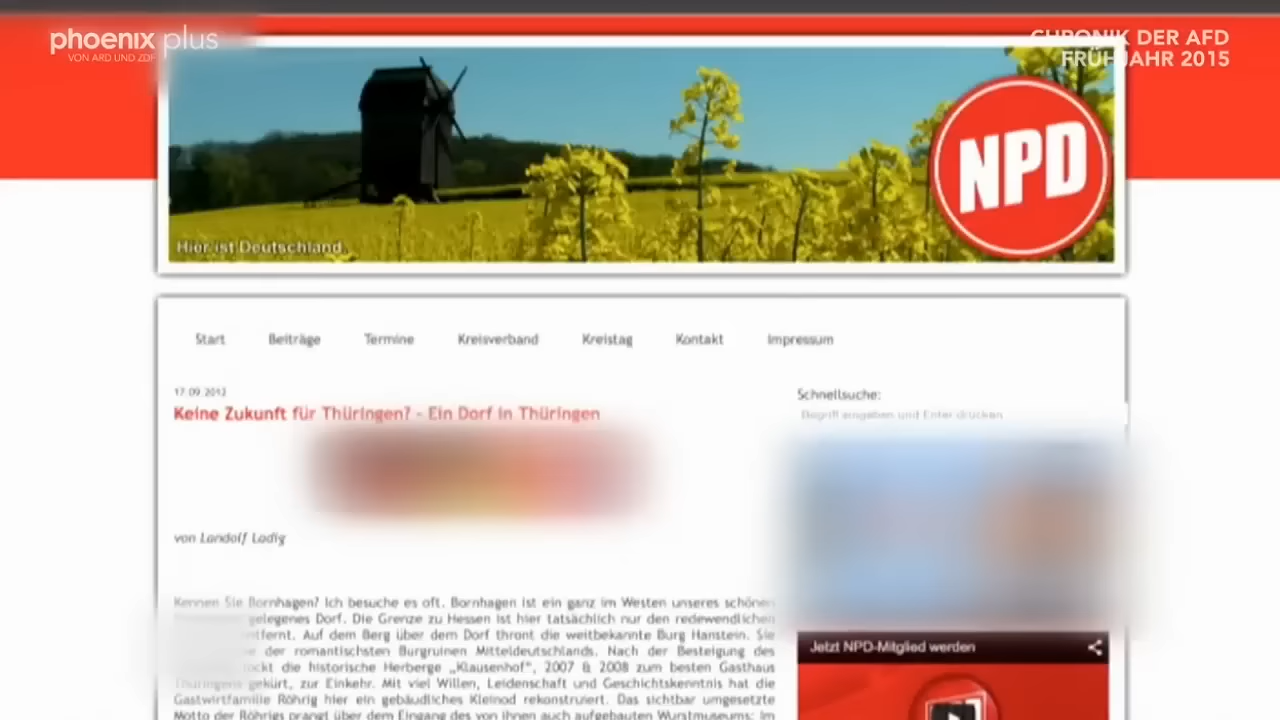 phoenix plus
VON ARD UND ZDF
CHRONIK DER AFD
FRÜHJAHR 2015
NPD
Hier ist Deutschland
Start Beiträge Termine Kreisverband Kreistag Kontakt Impressum
17.09.2012
Keine Zukunft für Thüringen? - Ein Dorf in Thüringen
Schnellsuche:
Begriff eingeben und Enter drücken
von Landolf Ladig
Kennen Sie Bornhagen? Ich besuche es oft. Bornhagen ist ein ganz im Westen unseres schönen
gelegenes Dorf. Die Grenze zu Hessen ist hier tatsächlich nur den redewendlichen
entfernt. Auf dem Berg über dem Dorf thront die weitbekannte Burg Hanstein. Sie
der romantischsten Burgruinen Mitteldeutschlands. Nach der Besteigung des
lockt die historische Herberge „Klausenhof“, 2007 & 2008 zum besten Gasthaus
Thüringens gekürt, zur Einkehr. Mit viel Willen, Leidenschaft und Geschichtskenntnis hat die
Gastwirtfamilie Röhrig hier ein gebäudliches Kleinod rekonstruiert. Das sichtbar umgesetzte
Motto der Röhrigs prangt über dem Eingang des von ihnen auch aufgebauten Wurstmuseums: Im
Jetzt NPD-Mitglied werden